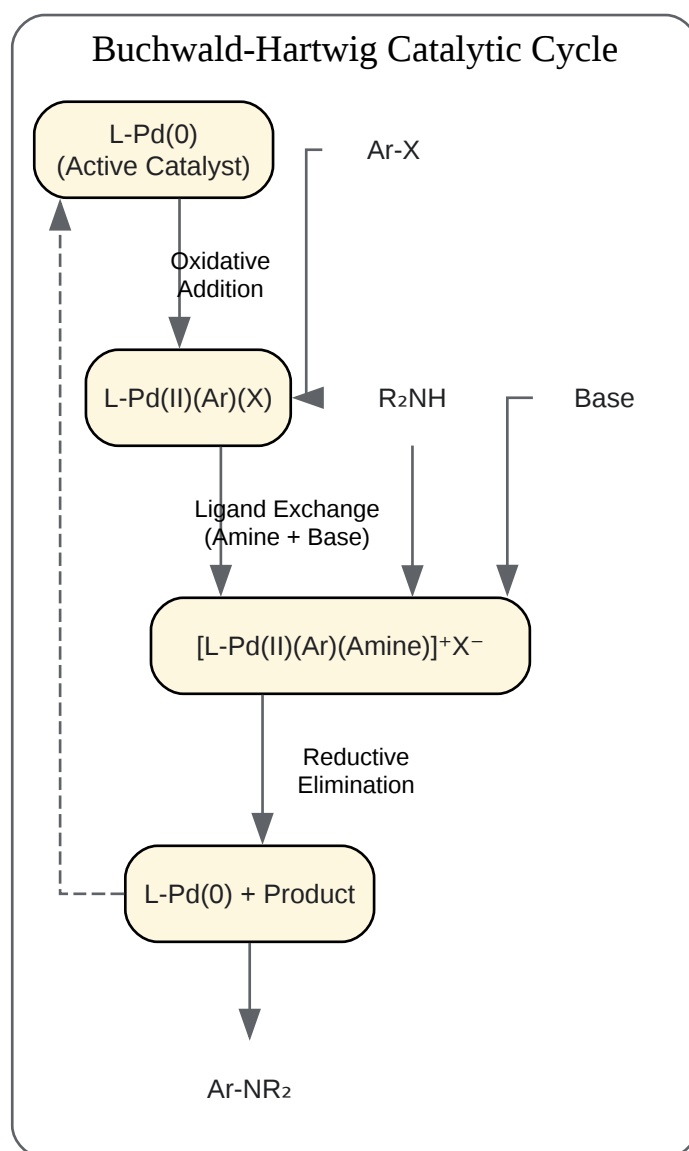 Buchwald-Hartwig Catalytic Cycle
L-Pd(0)
(Active Catalyst)
Ar-X
Oxidative
Addition
L-Pd(II)(Ar)(X)
R₂NH
Base
Ligand Exchange
(Amine + Base)
[L-Pd(II)(Ar)(Amine)]⁺X⁻
Reductive
Elimination
L-Pd(0) + Product
Ar-NR₂